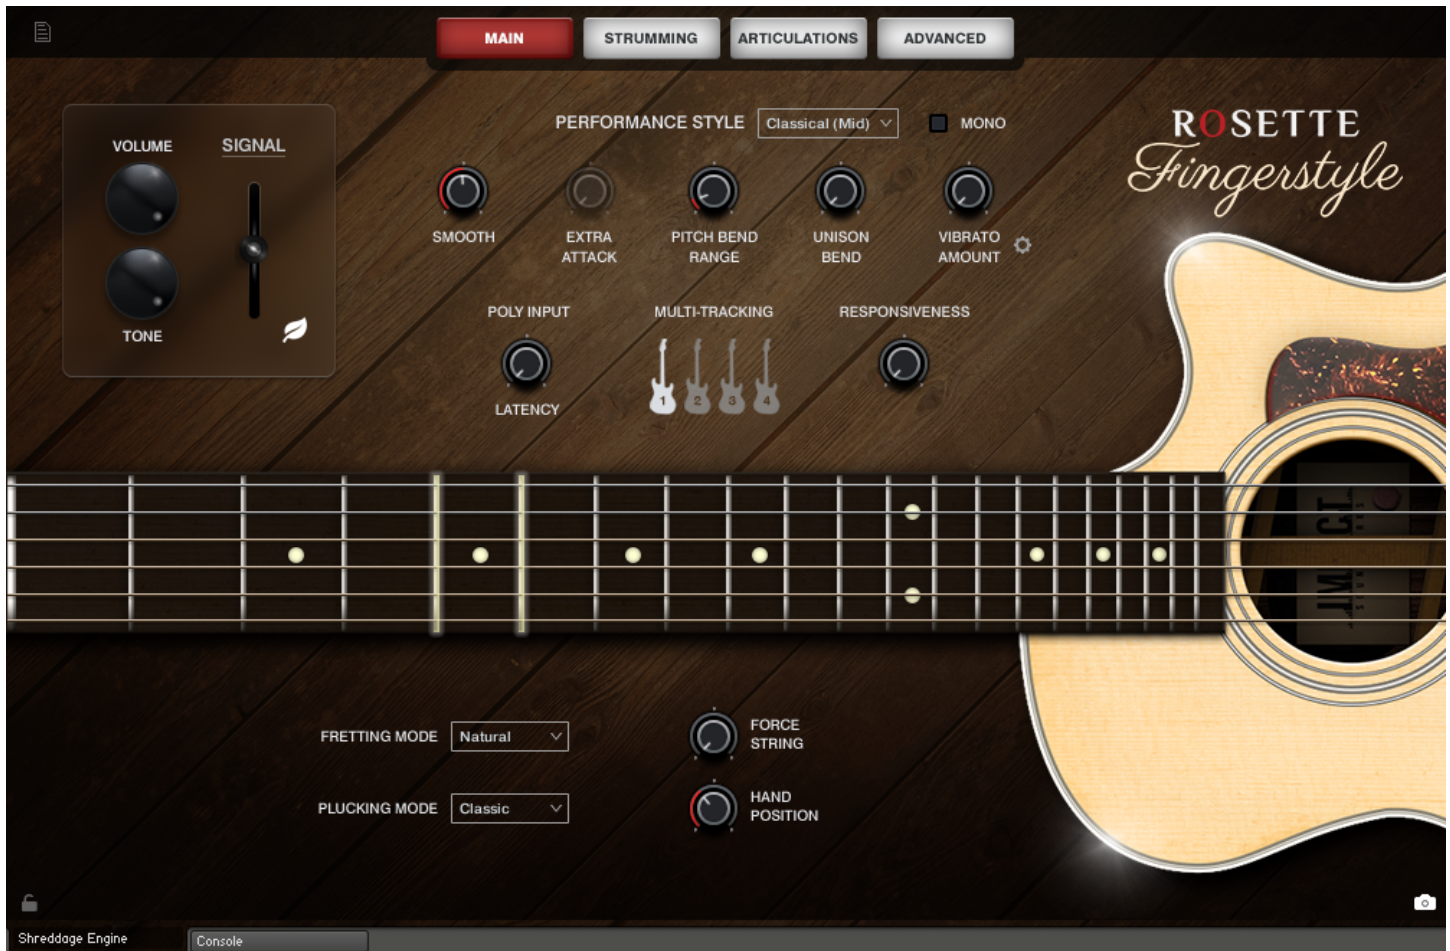 MAIN
STRUMMING
ARTICULATIONS
ADVANCED
VOLUME
SIGNAL
TONE
PERFORMANCE STYLE
Classical (Mid)
MONO
ROSETTE
Fingerstyle
SMOOTH
EXTRA
ATTACK
PITCH BEND
RANGE
UNISON
BEND
VIBRATO
AMOUNT
POLY INPUT
MULTI-TRACKING
RESPONSIVENESS
1 2 3 4
LATENCY
FRETTING MODE
Natural
FORCE
STRING
PLUCKING MODE
Classic
HAND
POSITION
Shreddage Engine
Console